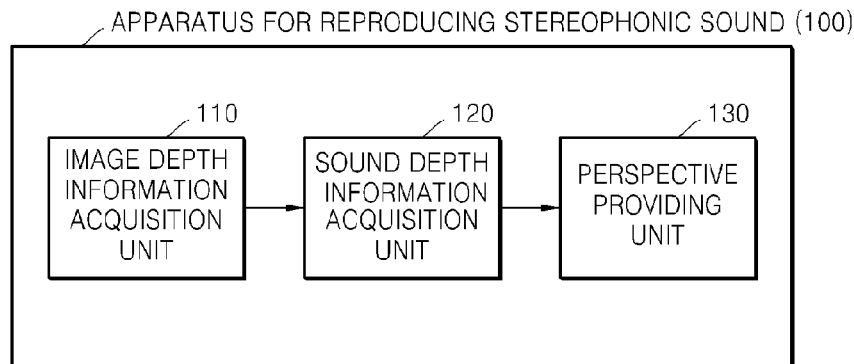 APPARATUS FOR REPRODUCING STEREOPHONIC SOUND (100)
110
IMAGE DEPTH
INFORMATION
ACQUISITION
UNIT
120
SOUND DEPTH
INFORMATION
ACQUISITION
UNIT
130
PERSPECTIVE
PROVIDING
UNIT